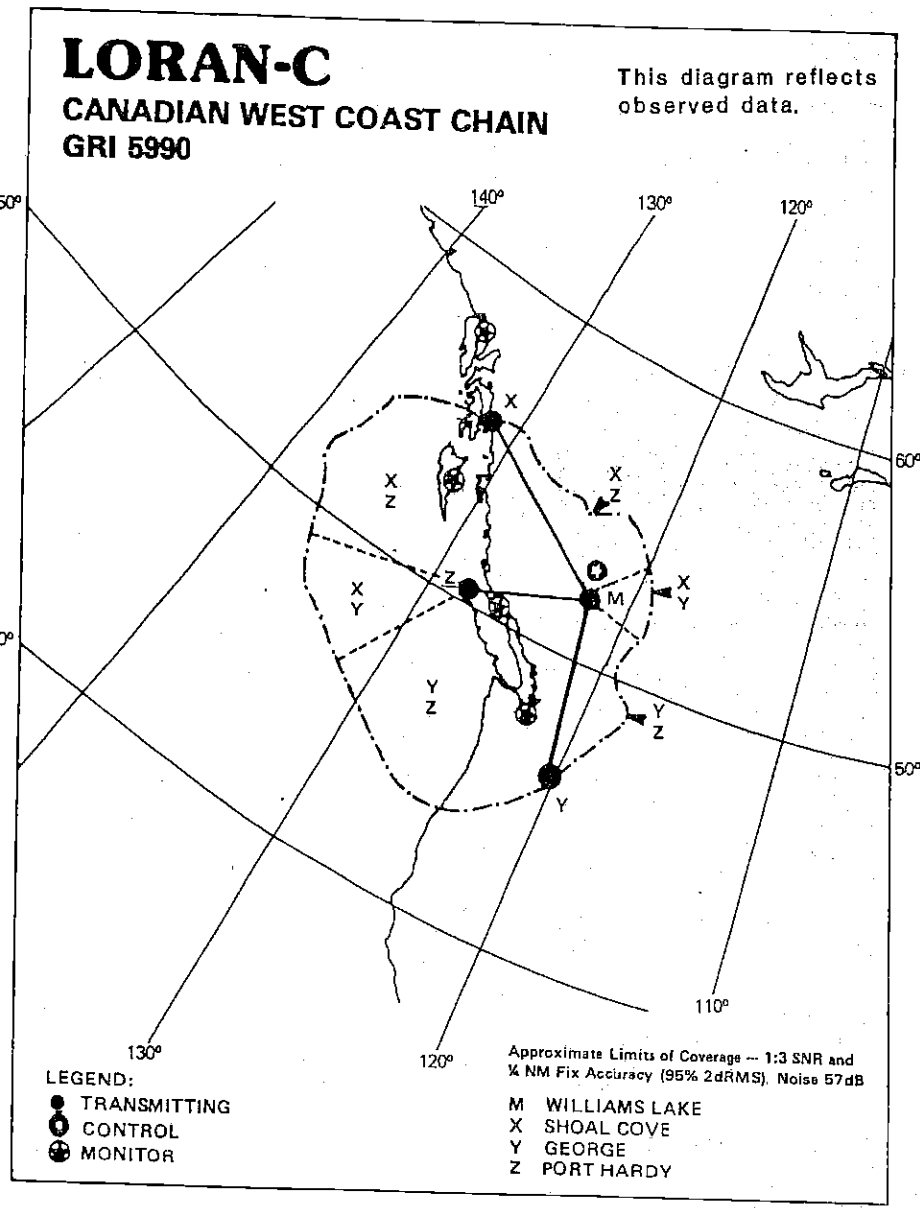 LORAN-C
CANADIAN WEST COAST CHAIN
GRI 5990
This diagram reflects
observed data.
140°
130°
120°
X
X
Z
X
Z
60°
Z
X
Y
M
X
Y
Y
Z
Y
Z
50°
Y
110°
130°
120°
Approximate Limits of Coverage -- 1:3 SNR and
¼ NM Fix Accuracy (95% 2dRMS), Noise 57dB
LEGEND:
TRANSMITTING
CONTROL
MONITOR
M WILLIAMS LAKE
X SHOAL COVE
Y GEORGE
Z PORT HARDY